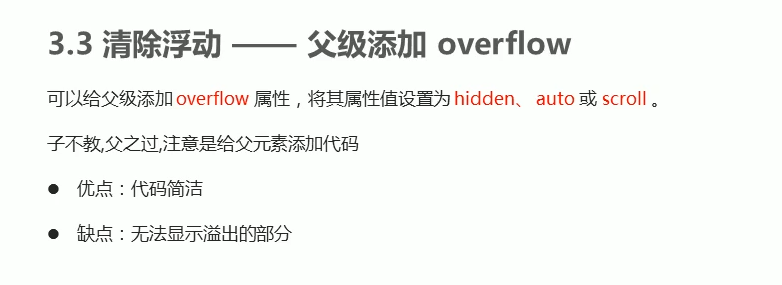 3.3 清除浮动 —— 父级添加 overflow
可以给父级添加 overflow 属性，将其属性值设置为 hidden、 auto 或 scroll 。
子不教,父之过,注意是给父元素添加代码
● 优点：代码简洁
● 缺点：无法显示溢出的部分